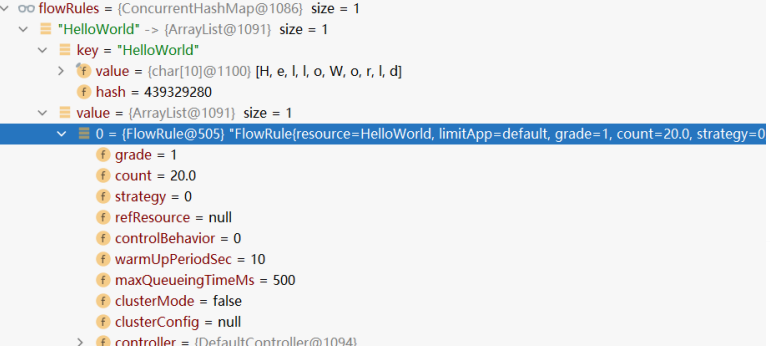 flowRules = {ConcurrentHashMap@1086} size = 1
"HelloWorld" -> {ArrayList@1091} size = 1
key = "HelloWorld"
value = {char[10]@1100} [H, e, l, l, o, W, o, r, l, d]
hash = 439329280
value = {ArrayList@1091} size = 1
0 = {FlowRule@505} "FlowRule{resource=HelloWorld, limitApp=default, grade=1, count=20.0, strategy=0
f grade = 1
f count = 20.0
f strategy = 0
f refResource = null
f controlBehavior = 0
f warmUpPeriodSec = 10
f maxQueueingTimeMs = 500
f clusterMode = false
f clusterConfig = null
f controller = {DefaultController@1094}